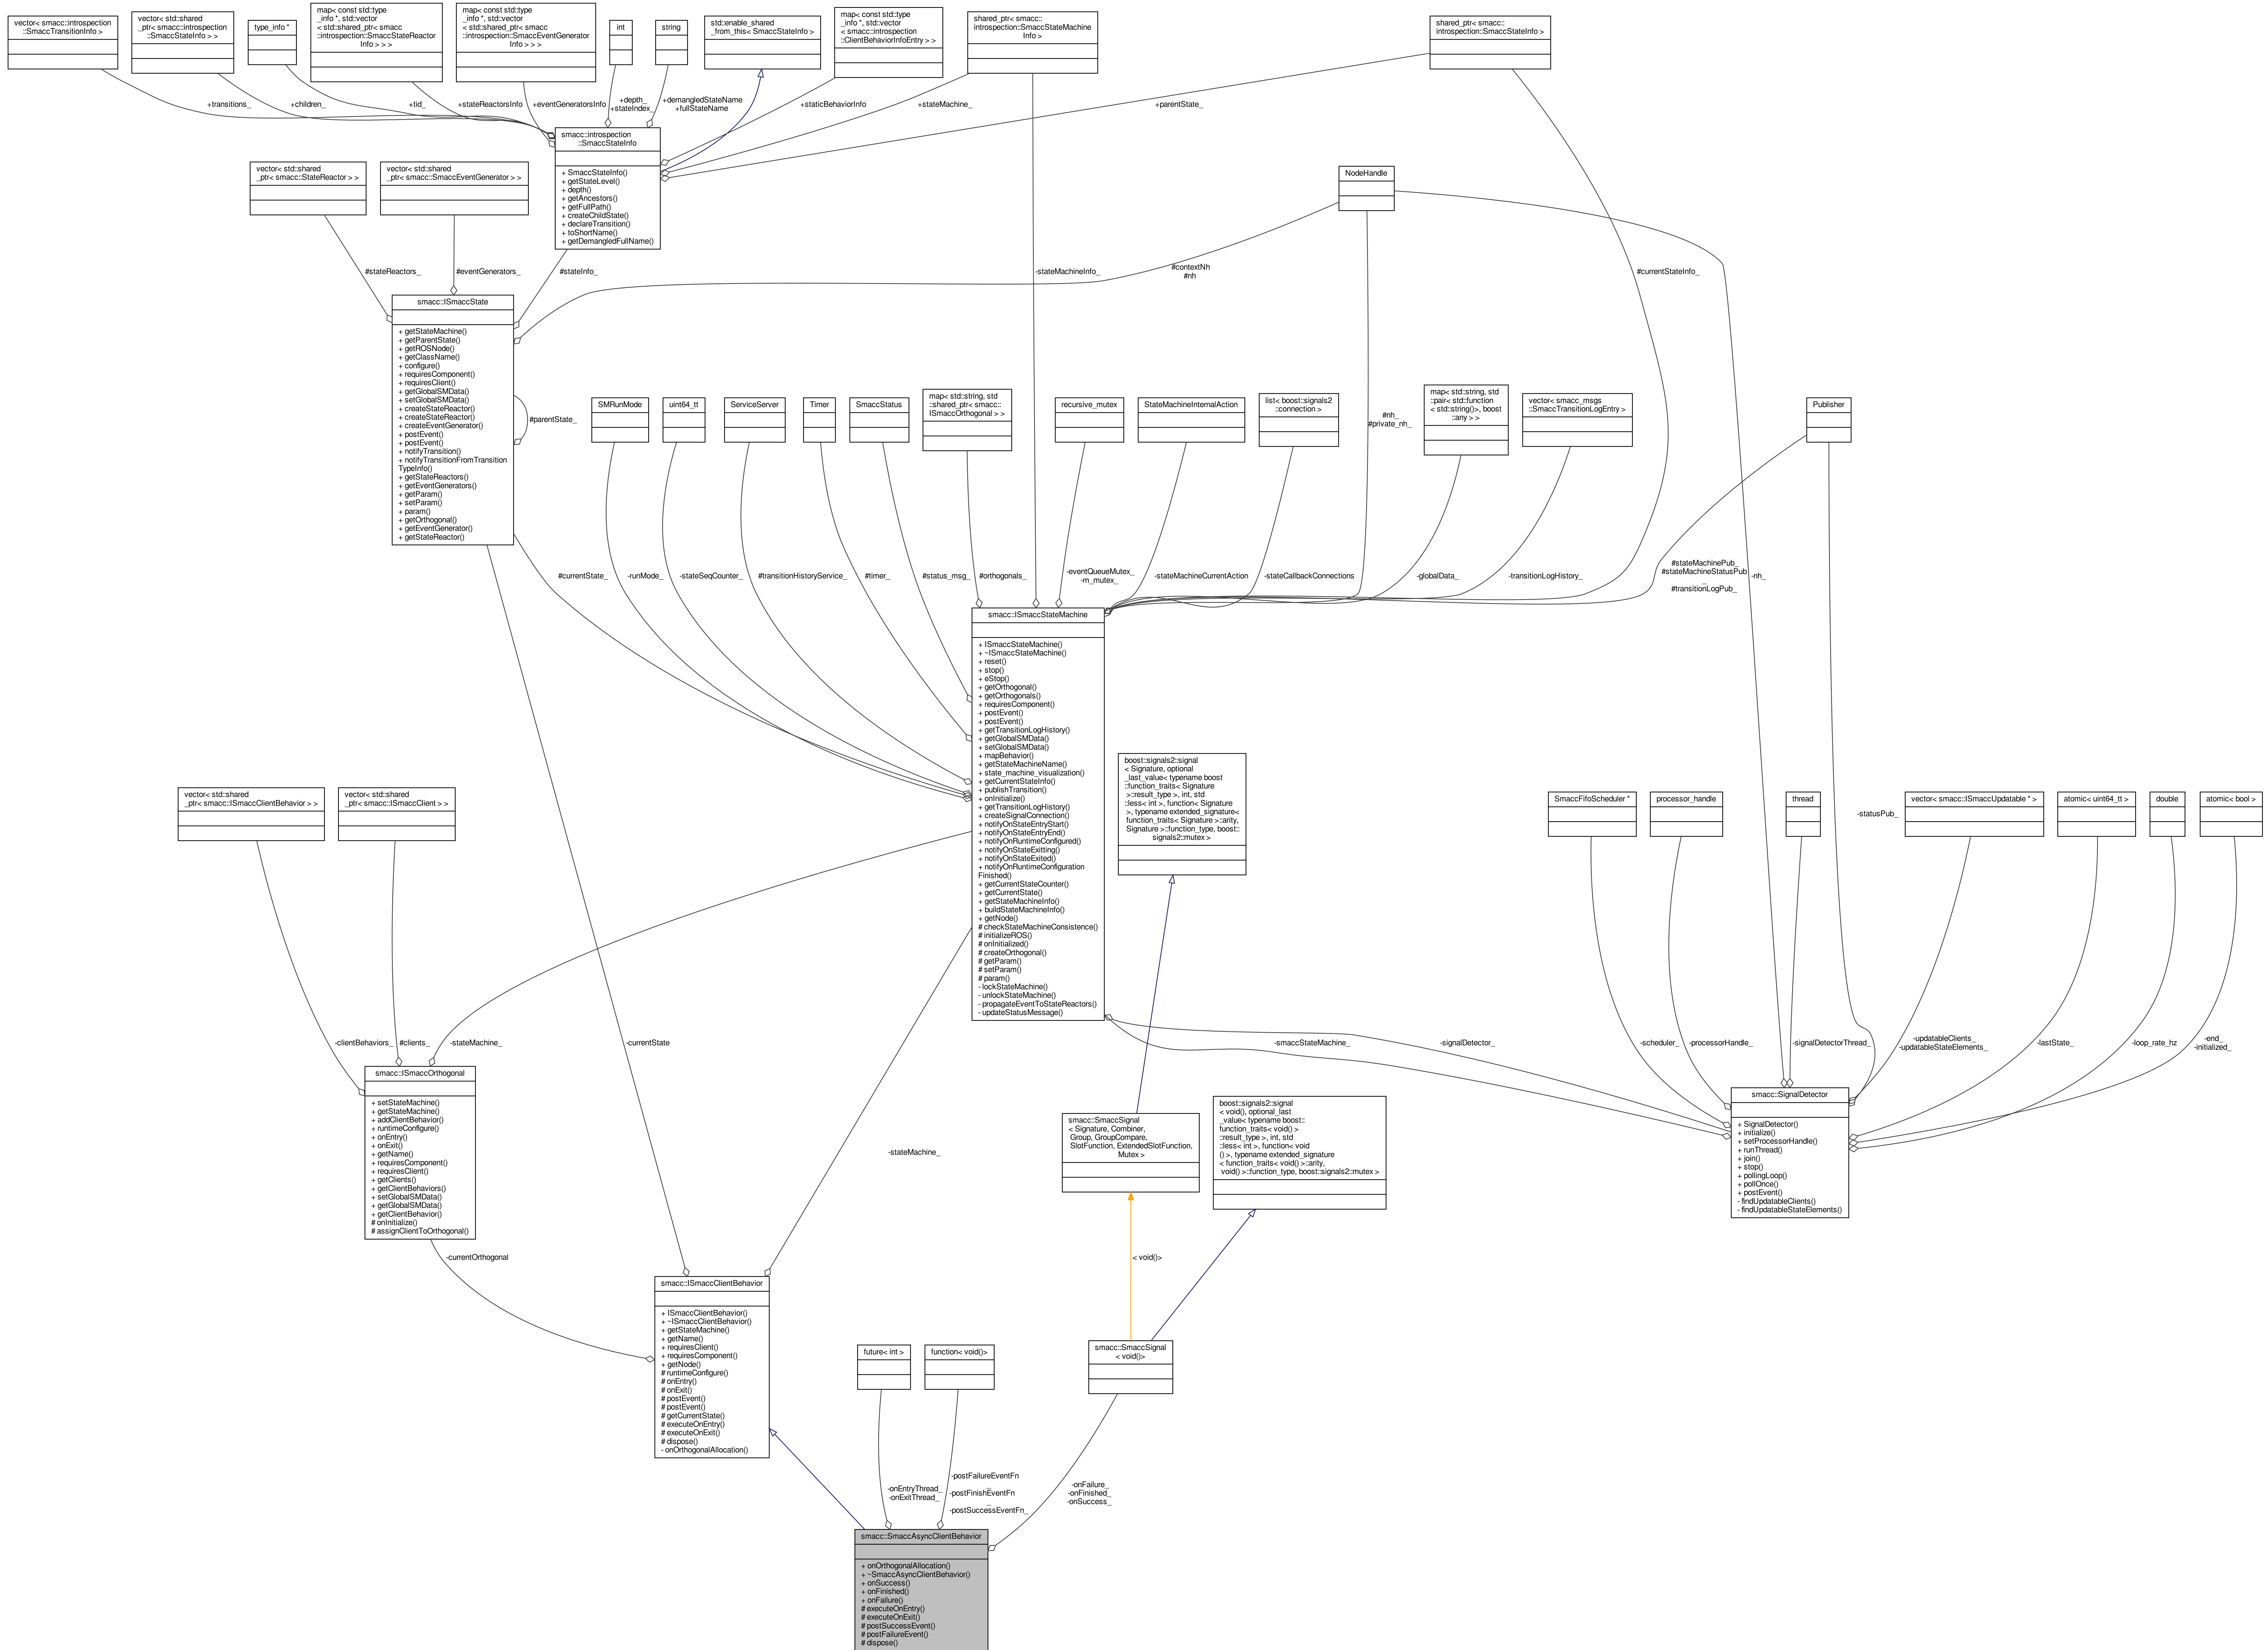 vector< smacc::introspection
::SmaccTransitionInfo >
vector< std::shared
_ptr< smacc::introspection
::SmaccStateInfo > >
type_info *
map< const std::type
_info *, std::vector
< std::shared_ptr< smacc
::introspection::SmaccStateReactor
Info > > >
map< const std::type
_info *, std::vector
< std::shared_ptr< smacc
::introspection::SmaccEventGenerator
Info > > >
int
string
std::enable_shared
_from_this< SmaccStateInfo >
map< const std::type
_info *, std::vector
< smacc::introspection
::ClientBehaviorInfoEntry > >
shared_ptr< smacc::
introspection::SmaccStateMachine
Info >
shared_ptr< smacc::
introspection::SmaccStateInfo >
+transitions_
+children_
+tid_
+stateReactorsInfo
+eventGeneratorsInfo
+depth_
+stateIndex_
+demangledStateName
+fullStateName
+staticBehaviorInfo
+stateMachine_
+parentState_
smacc::introspection
::SmaccStateInfo
+ SmaccStateInfo()
+ getStateLevel()
+ depth()
+ getAncestors()
+ getFullPath()
+ createChildState()
+ declareTransition()
+ toShortName()
+ getDemangledFullName()
vector< std::shared
_ptr< smacc::StateReactor > >
vector< std::shared
_ptr< smacc::SmaccEventGenerator > >
NodeHandle
#stateReactors_
#eventGenerators_
#stateInfo_
-stateMachineInfo_
#contextNh
#nh
#currentStateInfo_
smacc::ISmaccState
+ getStateMachine()
+ getParentState()
+ getROSNode()
+ getClassName()
+ configure()
+ requiresComponent()
+ requiresClient()
+ getGlobalSMData()
+ setGlobalSMData()
+ createStateReactor()
+ createStateReactor()
+ createEventGenerator()
+ postEvent()
+ postEvent()
+ notifyTransition()
+ notifyTransitionFromTransition
TypeInfo()
+ getStateReactors()
+ getEventGenerators()
+ getParam()
+ setParam()
+ param()
+ getOrthogonal()
+ getEventGenerator()
+ getStateReactor()
#parentState_
SMRunMode
uint64_tt
ServiceServer
Timer
SmaccStatus
map< std::string, std
::shared_ptr< smacc::
ISmaccOrthogonal > >
recursive_mutex
StateMachineInternalAction
list< boost::signals2
::connection >
#nh_
#private_nh_
map< std::string, std
::pair< std::function
< std::string()>, boost
::any > >
vector< smacc_msgs
::SmaccTransitionLogEntry >
Publisher
#currentState_
-runMode_
-stateSeqCounter_
#transitionHistoryService_
#timer_
#status_msg_
#orthogonals_
-eventQueueMutex_
-m_mutex_
-stateMachineCurrentAction
-stateCallbackConnections
-globalData_
-transitionLogHistory_
#stateMachinePub_
#stateMachineStatusPub
_
#transitionLogPub_
-nh_
smacc::ISmaccStateMachine
+ ISmaccStateMachine()
+ ~ISmaccStateMachine()
+ reset()
+ stop()
+ eStop()
+ getOrthogonal()
+ getOrthogonals()
+ requiresComponent()
+ postEvent()
+ postEvent()
+ getTransitionLogHistory()
+ getGlobalSMData()
+ setGlobalSMData()
+ mapBehavior()
+ getStateMachineName()
+ state_machine_visualization()
+ getCurrentStateInfo()
+ publishTransition()
+ onInitialize()
+ getTransitionLogHistory()
+ createSignalConnection()
+ notifyOnStateEntryStart()
+ notifyOnStateEntryEnd()
+ notifyOnRuntimeConfigured()
+ notifyOnStateExitting()
+ notifyOnStateExited()
+ notifyOnRuntimeConfiguration
Finished()
+ getCurrentStateCounter()
+ getCurrentState()
+ getStateMachineInfo()
+ buildStateMachineInfo()
+ getNode()
# checkStateMachineConsistence()
# initializeROS()
# onInitialized()
# createOrthogonal()
# getParam()
# setParam()
# param()
- lockStateMachine()
- unlockStateMachine()
- propagateEventToStateReactors()
- updateStatusMessage()
boost::signals2::signal
< Signature, optional
_last_value< typename boost
::function_traits< Signature
>::result_type >, int, std
::less< int >, function< Signature
>, typename extended_signature<
function_traits< Signature >::arity,
Signature >::function_type, boost::
signals2::mutex >
vector< std::shared
_ptr< smacc::ISmaccClientBehavior > >
vector< std::shared
_ptr< smacc::ISmaccClient > >
SmaccFifoScheduler *
processor_handle
thread
-statusPub_
vector< smacc::ISmaccUpdatable * >
atomic< uint64_tt >
double
atomic< bool >
-clientBehaviors_
#clients_
-stateMachine_
-currentState
-smaccStateMachine_
-signalDetector_
-scheduler_
-processorHandle_
-signalDetectorThread_
-updatableClients_
-updatableStateElements_
-lastState_
-loop_rate_hz
-end_
-initialized_
smacc::ISmaccOrthogonal
+ setStateMachine()
+ getStateMachine()
+ addClientBehavior()
+ runtimeConfigure()
+ onEntry()
+ onExit()
+ getName()
+ requiresComponent()
+ requiresClient()
+ getClients()
+ getClientBehaviors()
+ setGlobalSMData()
+ getGlobalSMData()
+ getClientBehavior()
# onInitialize()
# assignClientToOrthogonal()
-stateMachine_
smacc::SmaccSignal
< Signature, Combiner,
Group, GroupCompare,
SlotFunction, ExtendedSlotFunction,
Mutex >
boost::signals2::signal
< void(), optional_last
_value< typename boost::
function_traits< void() >
::result_type >, int, std
::less< int >, function< void
() >, typename extended_signature
< function_traits< void() >::arity,
void() >::function_type, boost::signals2::mutex >
smacc::SignalDetector
+ SignalDetector()
+ initialize()
+ setProcessorHandle()
+ runThread()
+ join()
+ stop()
+ pollingLoop()
+ pollOnce()
+ postEvent()
- findUpdatableClients()
- findUpdatableStateElements()
-currentOrthogonal
< void()>
smacc::ISmaccClientBehavior
+ ISmaccClientBehavior()
+ ~ISmaccClientBehavior()
+ getStateMachine()
+ getName()
+ requiresClient()
+ requiresComponent()
+ getNode()
# runtimeConfigure()
# onEntry()
# onExit()
# postEvent()
# postEvent()
# getCurrentState()
# executeOnEntry()
# executeOnExit()
# dispose()
- onOrthogonalAllocation()
future< int >
function< void()>
smacc::SmaccSignal
< void()>
-onEntryThread_
-onExitThread_
-postFailureEventFn
_
-postFinishEventFn
_
-postSuccessEventFn_
-onFailure_
-onFinished_
-onSuccess_
smacc::SmaccAsyncClientBehavior
+ onOrthogonalAllocation()
+ ~SmaccAsyncClientBehavior()
+ onSuccess()
+ onFinished()
+ onFailure()
# executeOnEntry()
# executeOnExit()
# postSuccessEvent()
# postFailureEvent()
# dispose()